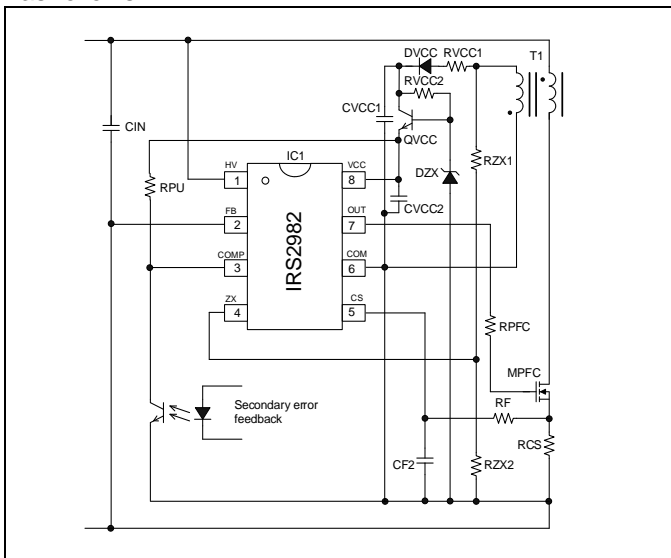 DVCC RVCC1 T1
RVCC2
CVCC1
CIN
QVCC
IC1
RZX1
HV VCC
DZX
RPU
1 8
CVCC2
FB OUT
2 7
IRS2982
COMP COM
3 6
ZX CS
4 5
RPFC
MPFC
Secondary error
feedback
RF
RCS
CF2
RZX2